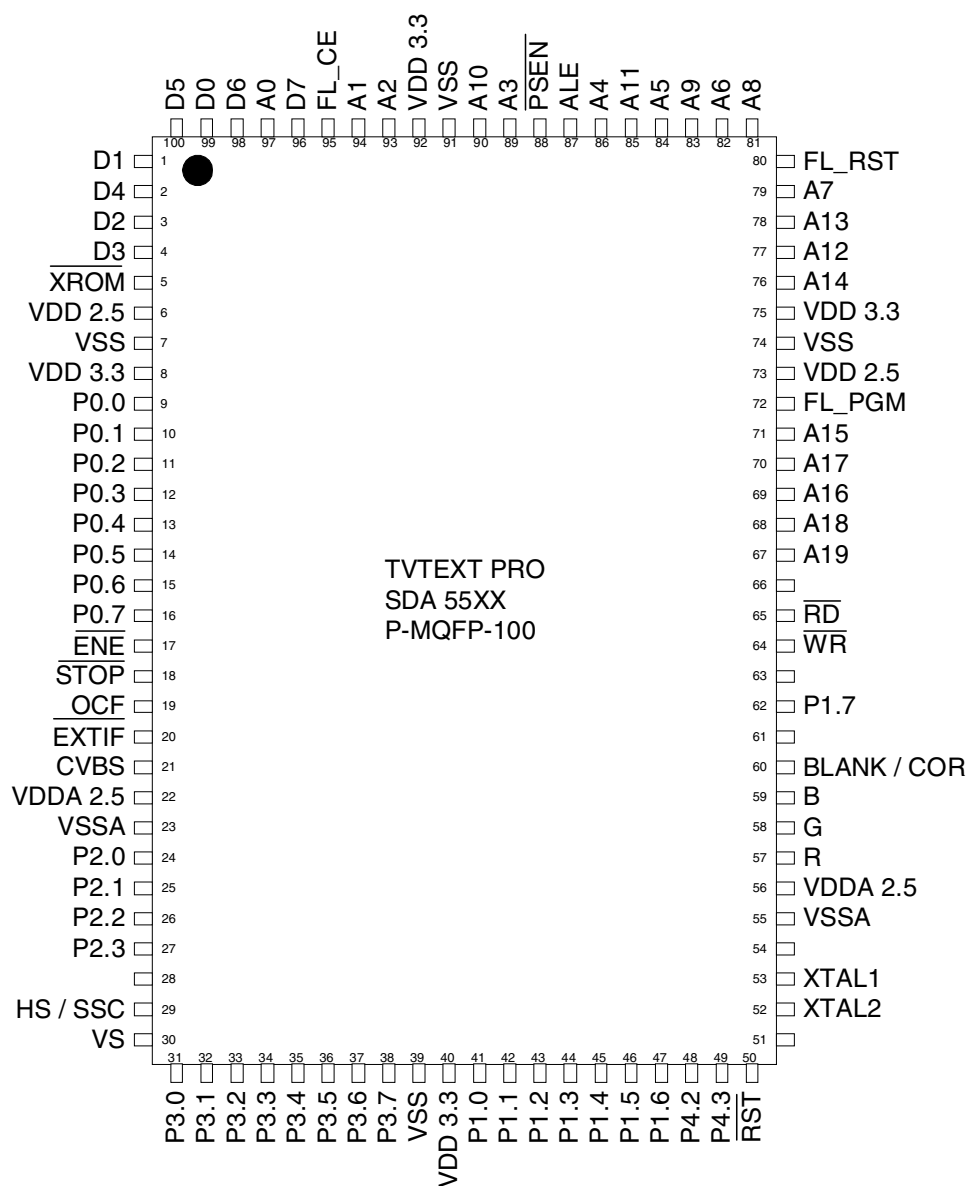 D5 D0 D6 A0 D7 FL_CE A1 A2 VDD 3.3 VSS A10 A3 PSEN ALE A4 A11 A5 A9 A6 A8
100 99 98 97 96 95 94 93 92 91 90 89 88 87 86 85 84 83 82 81
D1 1 80 FL_RST
D4 2 79 A7
D2 3 78 A13
D3 4 77 A12
XROM 5 76 A14
VDD 2.5 6 75 VDD 3.3
VSS 7 74 VSS
VDD 3.3 8 73 VDD 2.5
P0.0 9 72 FL_PGM
P0.1 10 71 A15
P0.2 11 70 A17
P0.3 12 69 A16
P0.4 13 68 A18
P0.5 14 67 A19
TVTEXT PRO
SDA 55XX
P-MQFP-100
P0.6 15 66
P0.7 16 65 RD
ENE 17 64 WR
STOP 18 63
OCF 19 62 P1.7
EXTIF 20 61
CVBS 21 60 BLANK / COR
VDDA 2.5 22 59 B
VSSA 23 58 G
P2.0 24 57 R
P2.1 25 56 VDDA 2.5
P2.2 26 55 VSSA
P2.3 27 54
28 53 XTAL1
HS / SSC 29 52 XTAL2
VS 30 51
31 32 33 34 35 36 37 38 39 40 41 42 43 44 45 46 47 48 49 50
P3.0 P3.1 P3.2 P3.3 P3.4 P3.5 P3.6 P3.7 VSS VDD 3.3 P1.0 P1.1 P1.2 P1.3 P1.4 P1.5 P1.6 P4.2 P4.3 RST